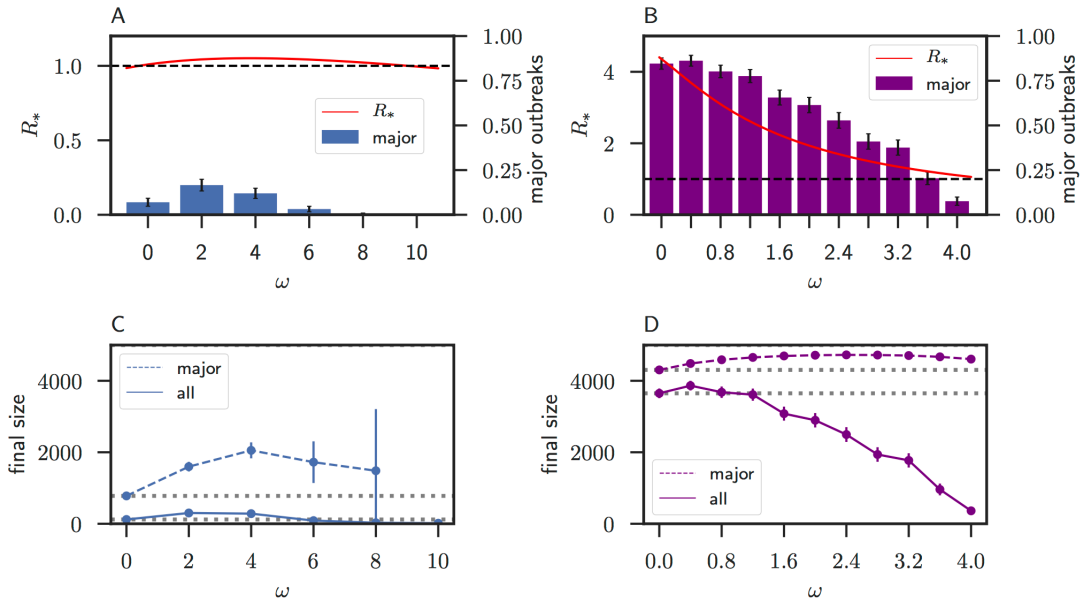 A
B
1.0
0.5
0.0
R*
1.00
0.75
0.50
0.25
0.00
major outbreaks
R*
major
0 2 4 6 8 10
ω
4
2
0
R*
1.00
0.75
0.50
0.25
0.00
major outbreaks
R*
major
0 0.8 1.6 2.4 3.2 4.0
ω
C
D
4000
2000
0
final size
major
all
0 2 4 6 8 10
ω
4000
2000
0
final size
major
all
0.0 0.8 1.6 2.4 3.2 4.0
ω